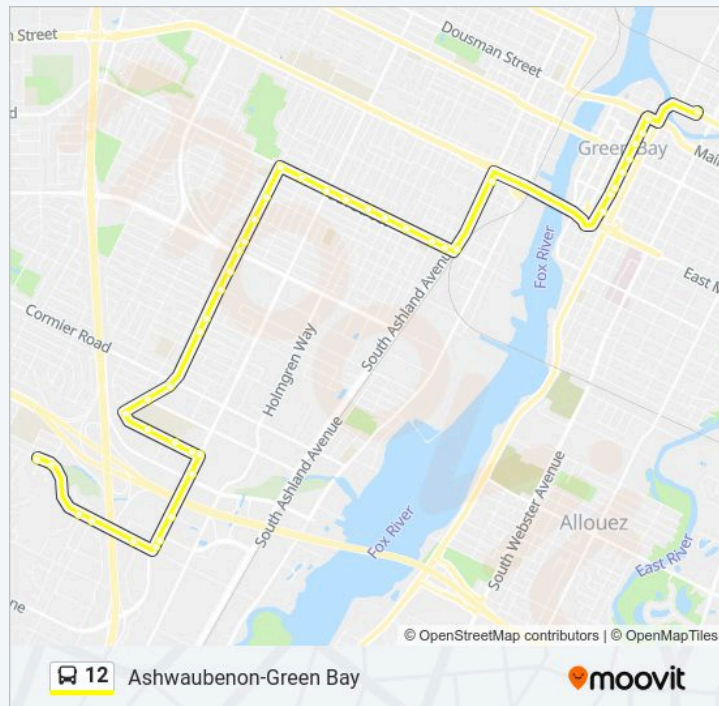 Dousman Street
n Street
d
Green Bay
Mai
Fox River
East M
South Ashland Avenue
Cormier Road
Holmgren Way
South Ashland Avenue
South Webster Avenue
Allouez
Fox River
East River
ne
© OpenStreetMap contributors | © OpenMapTiles
12 Ashwaubenon-Green Bay
moovit